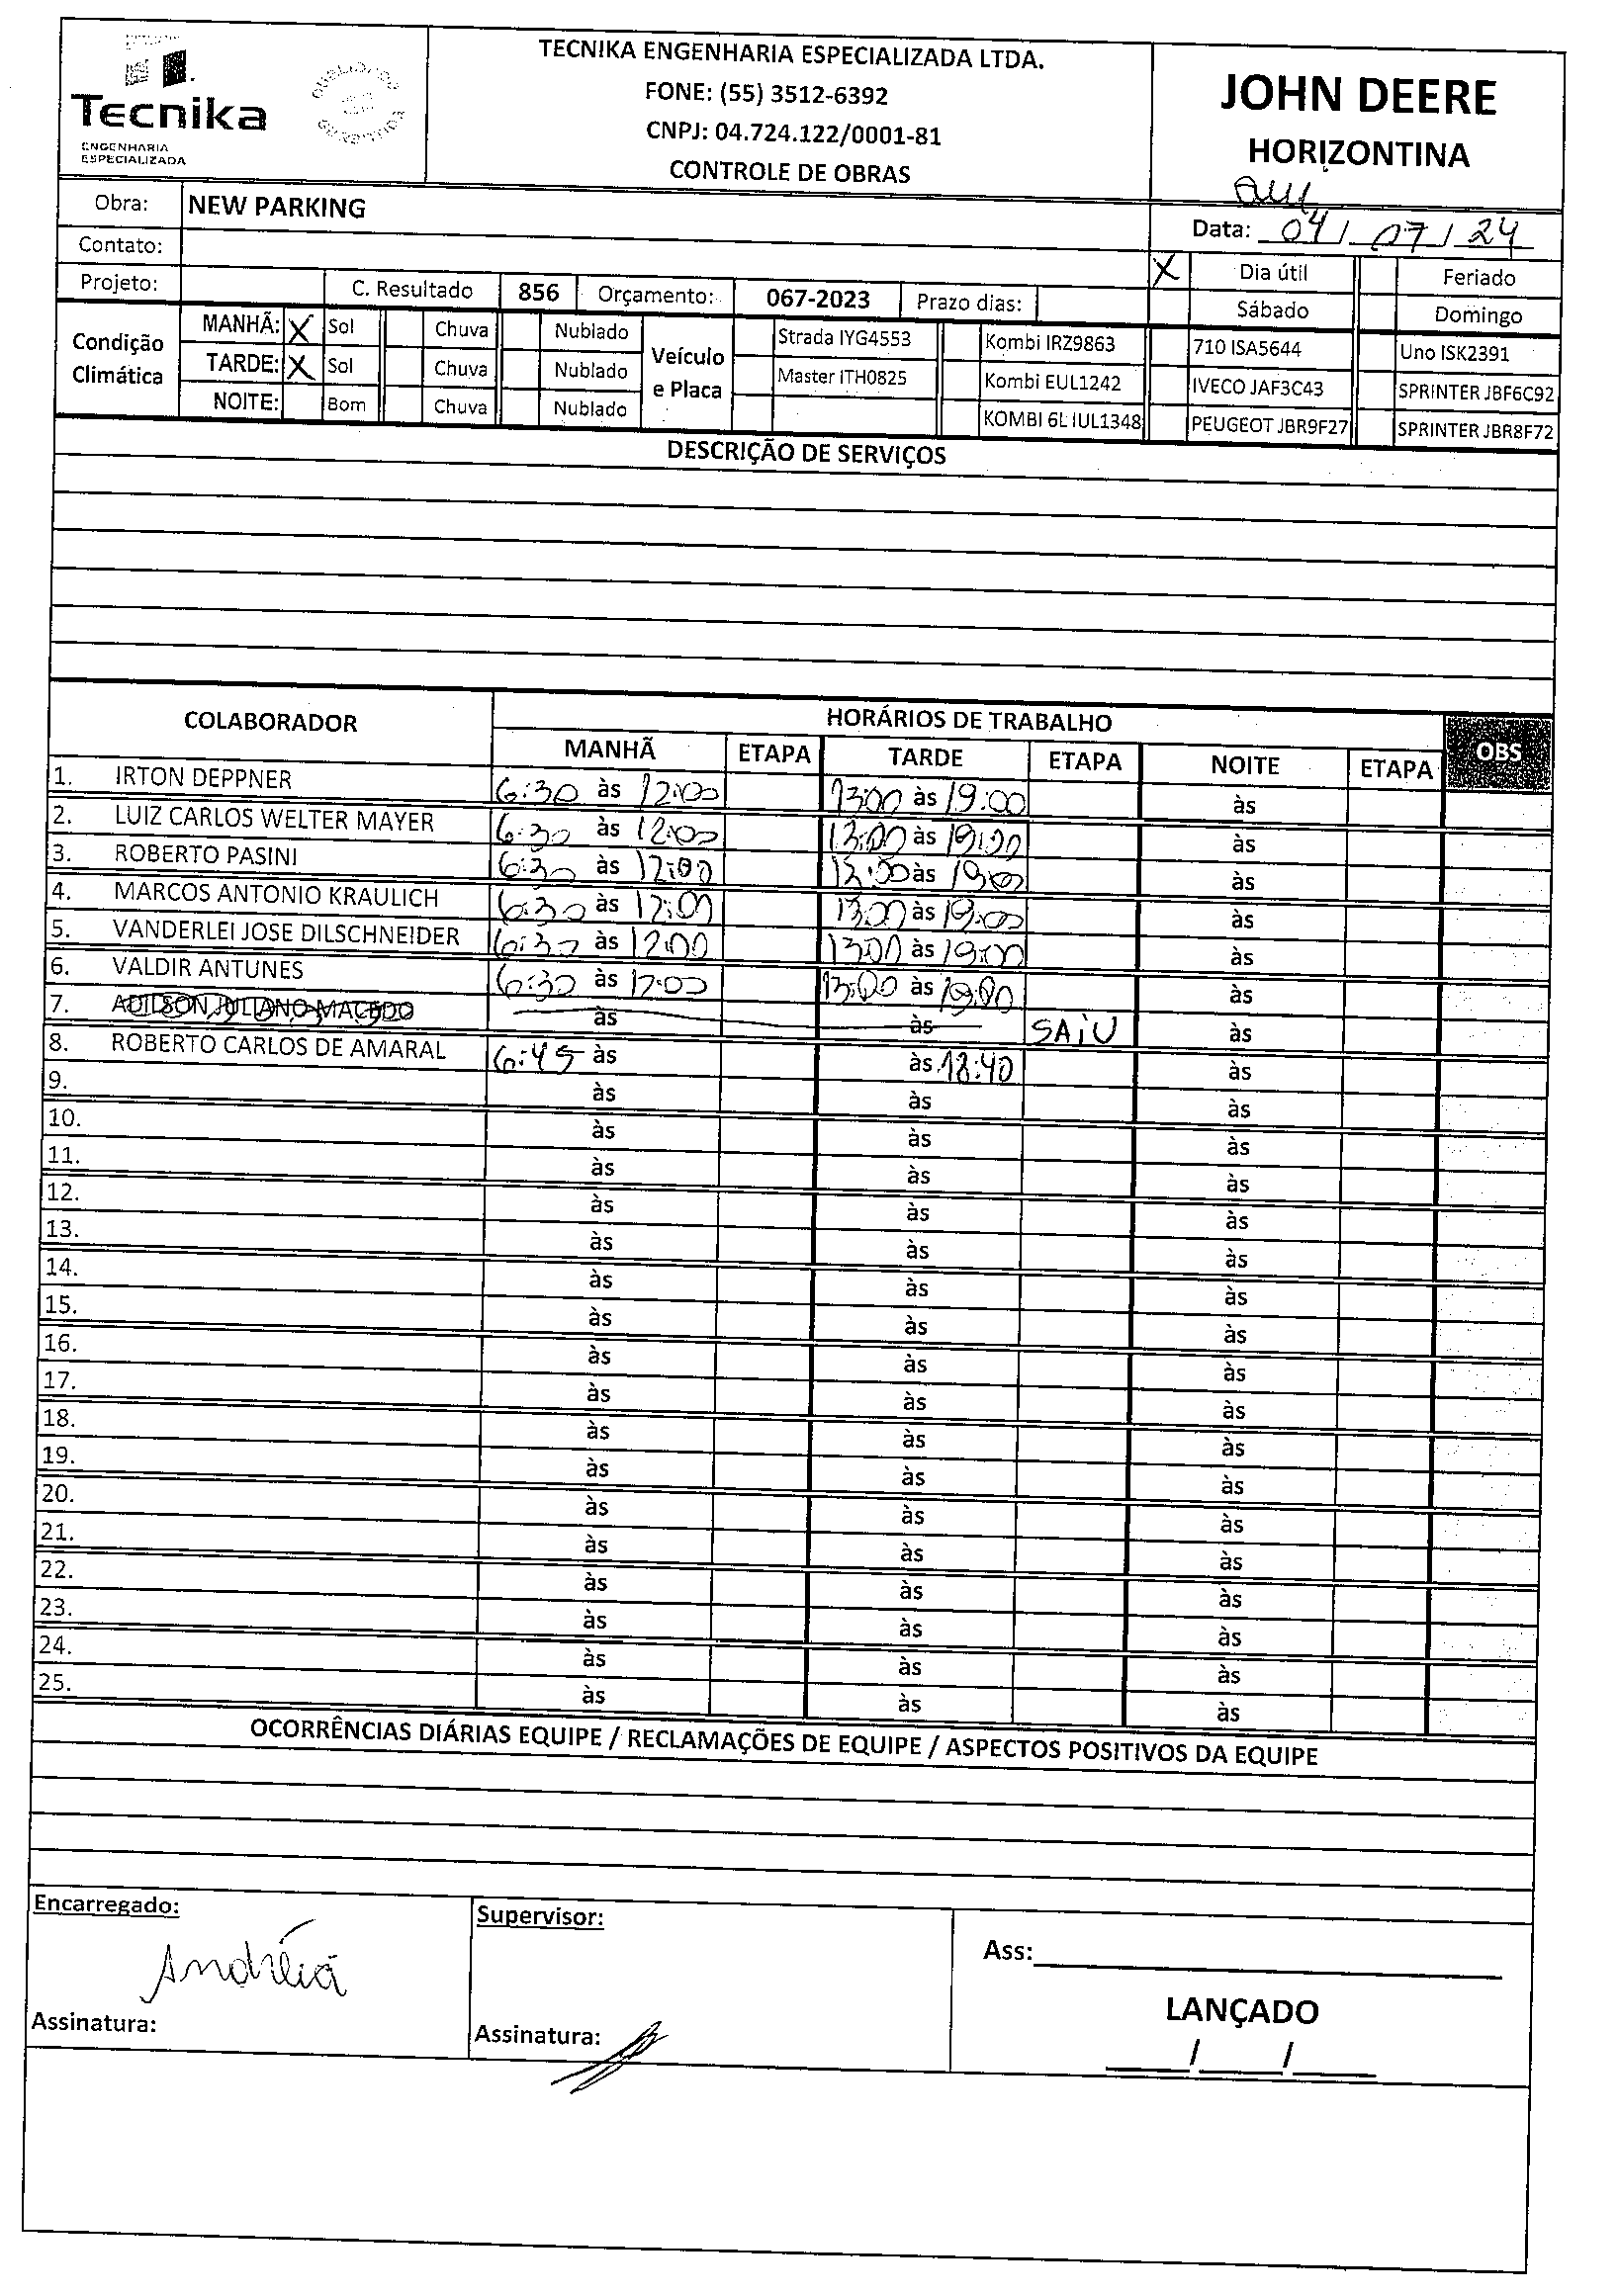 Tecnika
ENGENHARIA
ESPECIALIZADA
TECNIKA ENGENHARIA ESPECIALIZADA LTDA.
FONE: (55) 3512-6392
CNPJ: 04.724.122/0001-81
CONTROLE DE OBRAS
JOHN DEERE
HORIZONTINA
Obra: NEW PARKING
Data: 04/07/24
Contato:
X Dia útil Feriado
Projeto: C. Resultado 856 Orçamento: 067-2023 Prazo dias: Sábado Domingo
Condição Climática
MANHÃ: X Sol Chuva Nublado
TARDE: X Sol Chuva Nublado
NOITE: Bom Chuva Nublado
Veículo e Placa
Strada IYG4553 Kombi IRZ9863 710 ISA5644 Uno ISK2391
Master ITH0825 Kombi EUL1242 IVECO JAF3C43 SPRINTER JBF6C92
KOMBI 6L IUL1348 PEUGEOT JBR9F27 SPRINTER JBR8F72
DESCRIÇÃO DE SERVIÇOS
COLABORADOR HORÁRIOS DE TRABALHO OBS
MANHÃ ETAPA TARDE ETAPA NOITE ETAPA
1. IRTON DEPPNER 6:30 às 12:00 13:00 às 19:00 às
2. LUIZ CARLOS WELTER MAYER 6:30 às 12:00 13:00 às 19:00 às
3. ROBERTO PASINI 6:30 às 12:00 13:00 às 19:00 às
4. MARCOS ANTONIO KRAULICH 6:30 às 12:00 13:00 às 19:00 às
5. VANDERLEI JOSE DILSCHNEIDER 6:30 às 12:00 13:00 às 19:00 às
6. VALDIR ANTUNES 6:30 às 12:00 13:00 às 19:00 às
7. ADILSON JULIANO MACEDO às às SAiU às
8. ROBERTO CARLOS DE AMARAL 6:45 às às 18:40 às
9. às às às
10. às às às
11. às às às
12. às às às
13. às às às
14. às às às
15. às às às
16. às às às
17. às às às
18. às às às
19. às às às
20. às às às
21. às às às
22. às às às
23. às às às
24. às às às
25. às às às
OCORRÊNCIAS DIÁRIAS EQUIPE / RECLAMAÇÕES DE EQUIPE / ASPECTOS POSITIVOS DA EQUIPE
Encarregado:
Supervisor:
Ass:
Andréia
LANÇADO
Assinatura:
Assinatura:
/ /